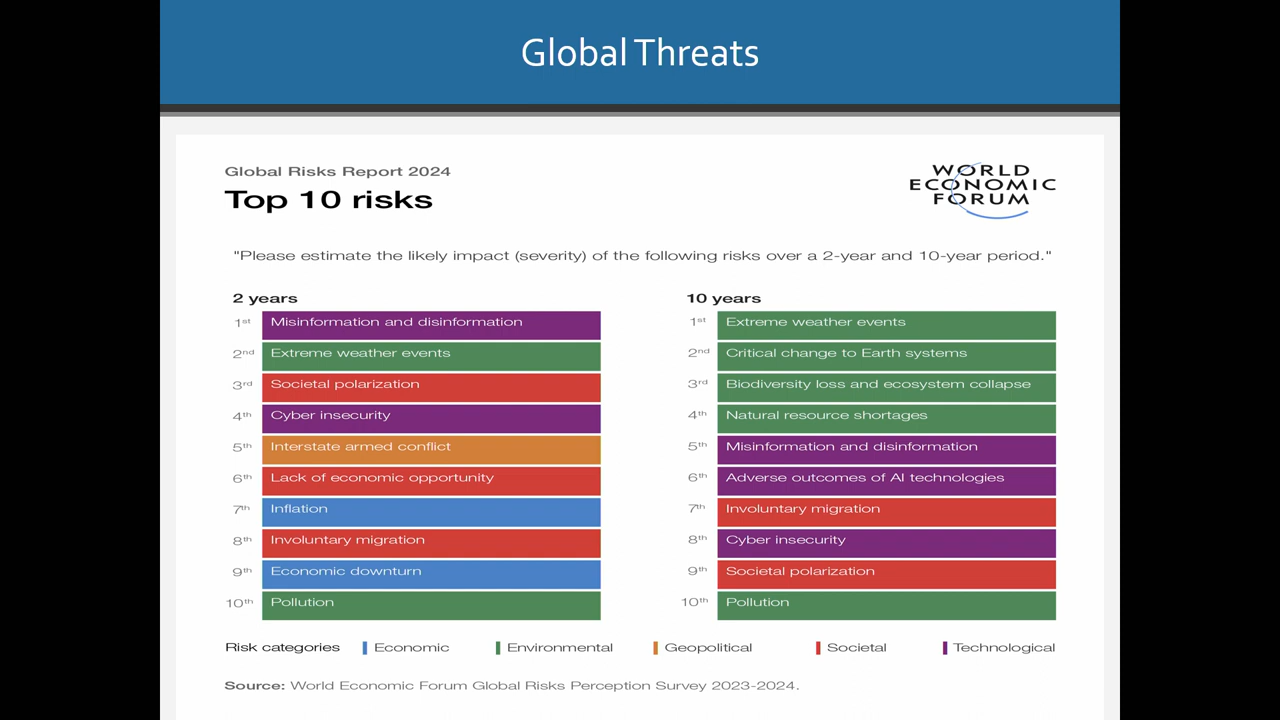 Global Threats
Global Risks Report 2024
Top 10 risks
WORLD
ECONOMIC
FORUM
"Please estimate the likely impact (severity) of the following risks over a 2-year and 10-year period."
2 years
1st Misinformation and disinformation
2nd Extreme weather events
3rd Societal polarization
4th Cyber insecurity
5th Interstate armed conflict
6th Lack of economic opportunity
7th Inflation
8th Involuntary migration
9th Economic downturn
10th Pollution
10 years
1st Extreme weather events
2nd Critical change to Earth systems
3rd Biodiversity loss and ecosystem collapse
4th Natural resource shortages
5th Misinformation and disinformation
6th Adverse outcomes of AI technologies
7th Involuntary migration
8th Cyber insecurity
9th Societal polarization
10th Pollution
Risk categories Economic Environmental Geopolitical Societal Technological
Source: World Economic Forum Global Risks Perception Survey 2023-2024.